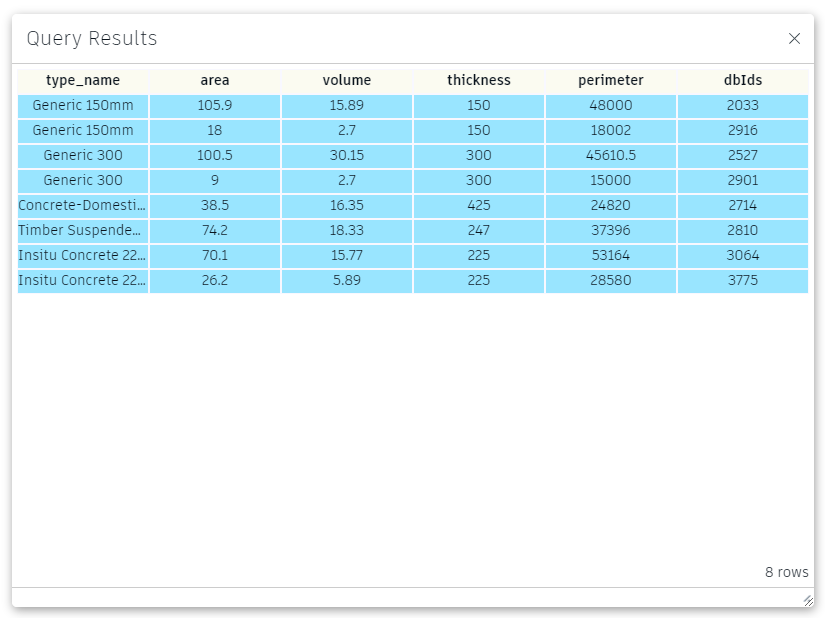 Query Results
type_name area volume thickness perimeter dbIds
Generic 150mm 105.9 15.89 150 48000 2033
Generic 150mm 18 2.7 150 18002 2916
Generic 300 100.5 30.15 300 45610.5 2527
Generic 300 9 2.7 300 15000 2901
Concrete-Domesti... 38.5 16.35 425 24820 2714
Timber Suspende... 74.2 18.33 247 37396 2810
Insitu Concrete 22... 70.1 15.77 225 53164 3064
Insitu Concrete 22... 26.2 5.89 225 28580 3775
8 rows